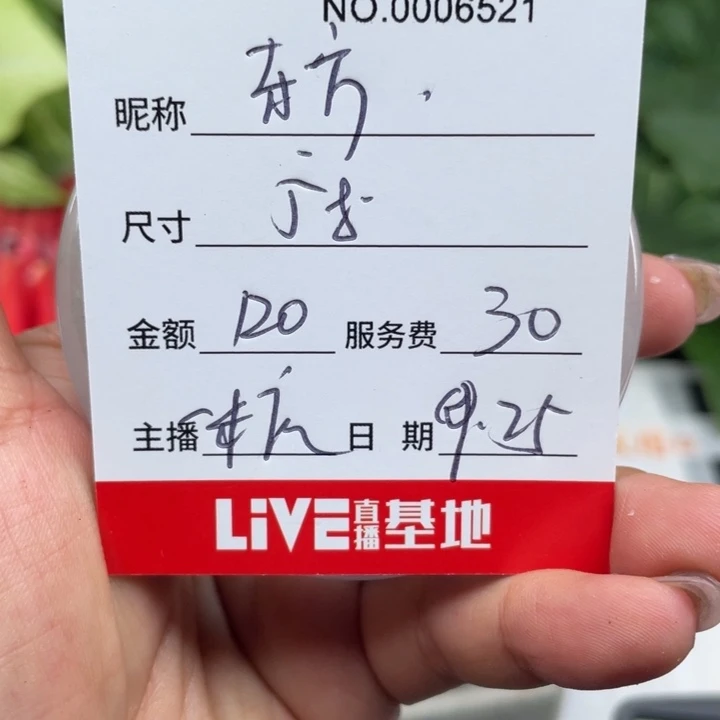 NO.0006521
昵称
尺寸
金额 120 服务费 30
主播 日期 9.25
LiVE直播基地